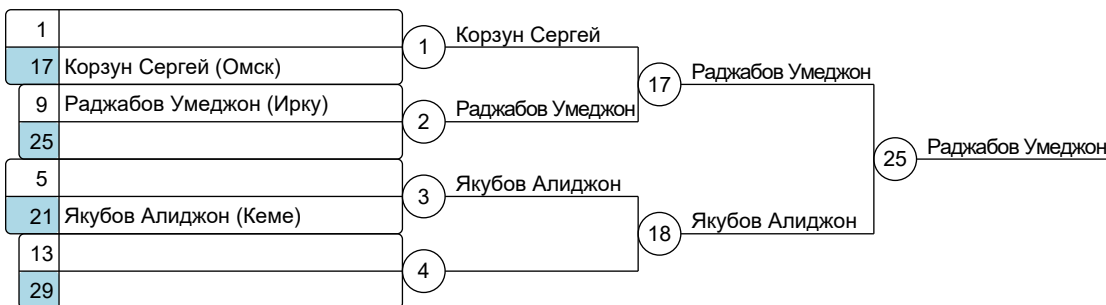 1
17 Корзун Сергей (Омск)
1 Корзун Сергей
9 Раджабов Умеджон (Ирку)
25
2 Раджабов Умеджон
17 Раджабов Умеджон
5
21 Якубов Алиджон (Кеме)
3 Якубов Алиджон
13
29
4
18 Якубов Алиджон
25 Раджабов Умеджон